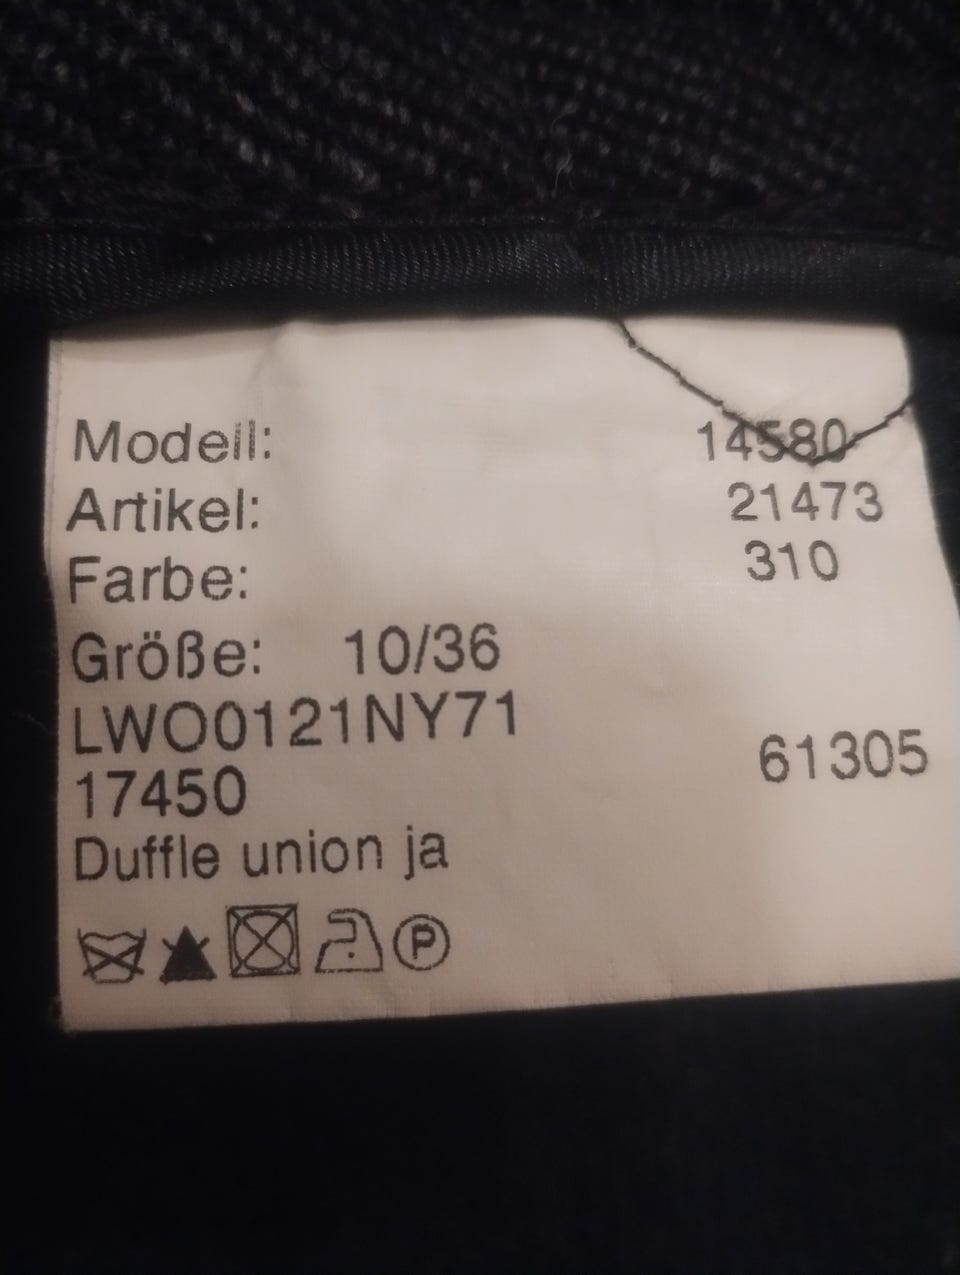 Modell: 14580
Artikel: 21473
Farbe: 310
Größe: 10/36
LWO0121NY71
61305
17450
Duffle union ja
P